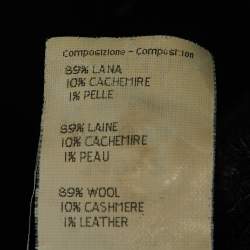 Composizione - Composition
89% LANA
10% CACHEMIRE
1% PELLE
89% LAINE
10% CACHEMIRE
1% PEAU
89% WOOL
10% CASHMERE
1% LEATHER